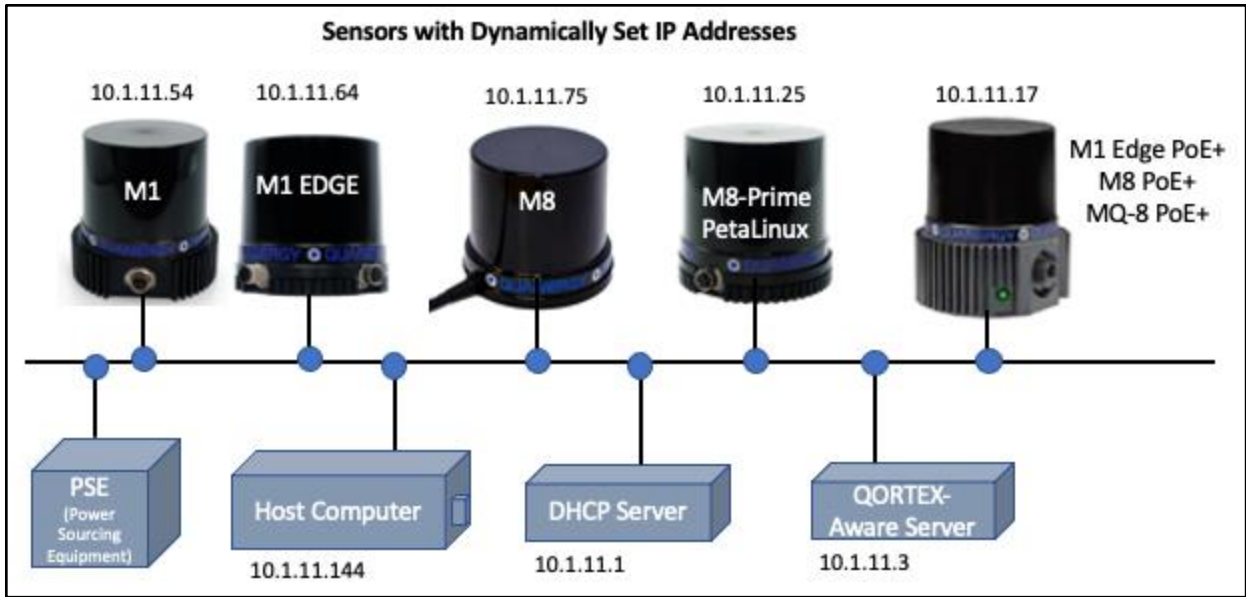 Sensors with Dynamically Set IP Addresses
10.1.11.54
10.1.11.64
10.1.11.75
10.1.11.25
10.1.11.17
M1
M1 EDGE
M8
M8-Prime
PetaLinux
M1 Edge PoE+
M8 PoE+
MQ-8 PoE+
QUANERGY
PSE
(Power
Sourcing
Equipment)
Host Computer
DHCP Server
QORTEX-
Aware Server
10.1.11.144
10.1.11.1
10.1.11.3